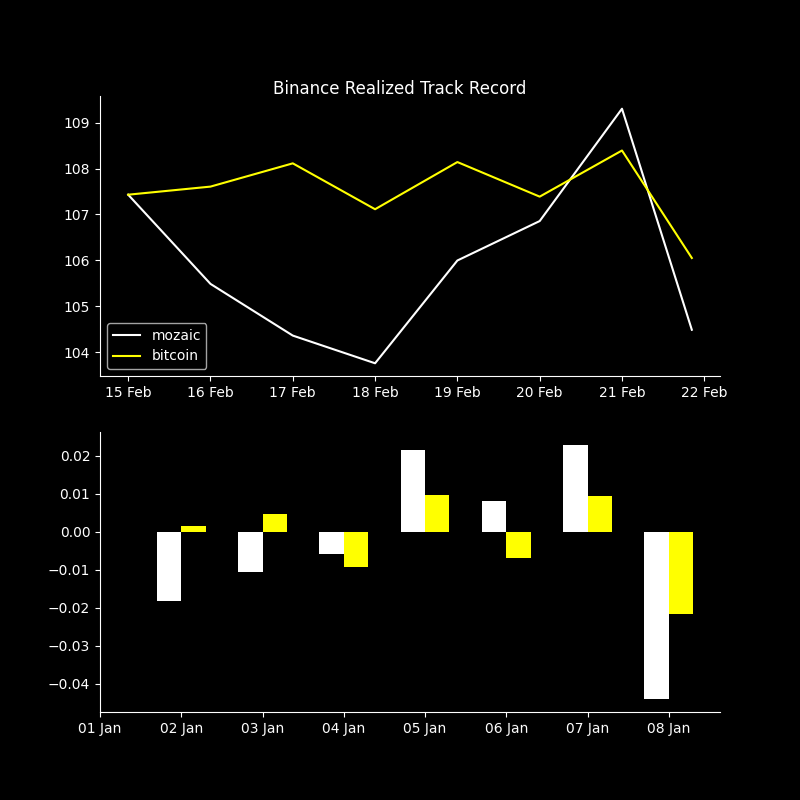 Binance Realized Track Record
109
108
107
106
105
104
mozaic
bitcoin
15 Feb 16 Feb 17 Feb 18 Feb 19 Feb 20 Feb 21 Feb 22 Feb
0.02
0.01
0.00
−0.01
−0.02
−0.03
−0.04
01 Jan 02 Jan 03 Jan 04 Jan 05 Jan 06 Jan 07 Jan 08 Jan